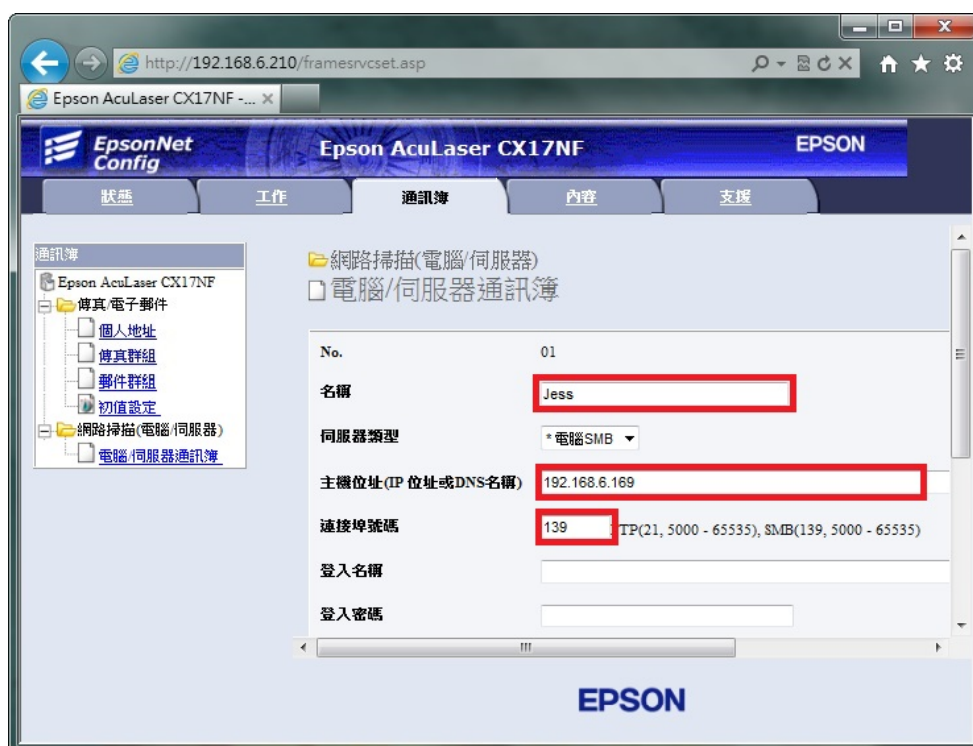 http://192.168.6.210/framesrvcset.asp
Epson AcuLaser CX17NF -...
EpsonNet
Config
Epson AcuLaser CX17NF
EPSON
狀態
工作
通訊簿
內容
支援
通訊簿
Epson AcuLaser CX17NF
傳真/電子郵件
個人地址
傳真群組
郵件群組
初值設定
網路掃描(電腦/伺服器)
電腦/伺服器通訊簿
網路掃描(電腦/伺服器)
電腦/伺服器通訊簿
No. 01
名稱 Jess
伺服器類型 *電腦SMB
主機位址(IP 位址或DNS名稱) 192.168.6.169
連接埠號碼 139 TP(21, 5000 - 65535), SMB(139, 5000 - 65535)
登入名稱
登入密碼
EPSON